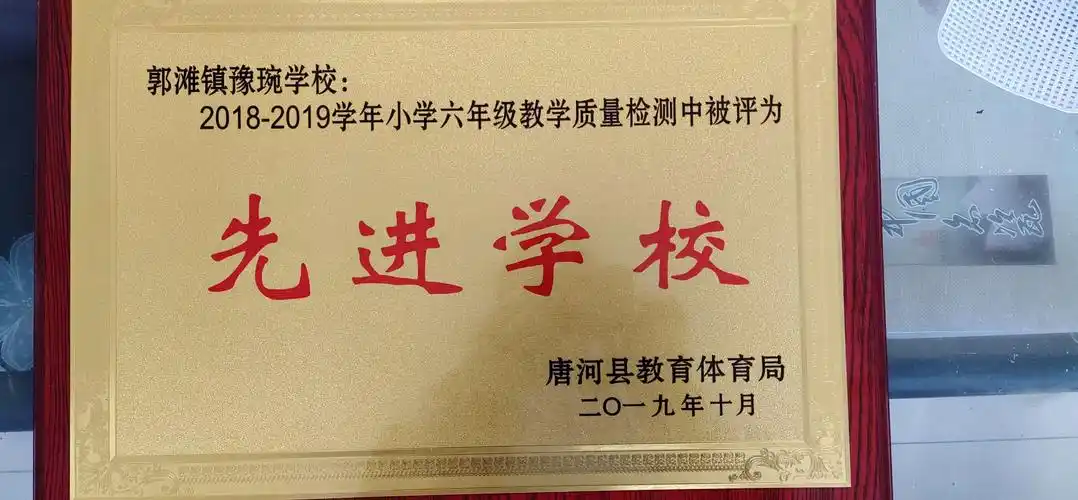 郭滩镇豫琬学校：
2018-2019学年小学六年级教学质量检测中被评为
先进学校
唐河县教育体育局
二〇一九年十月
中国